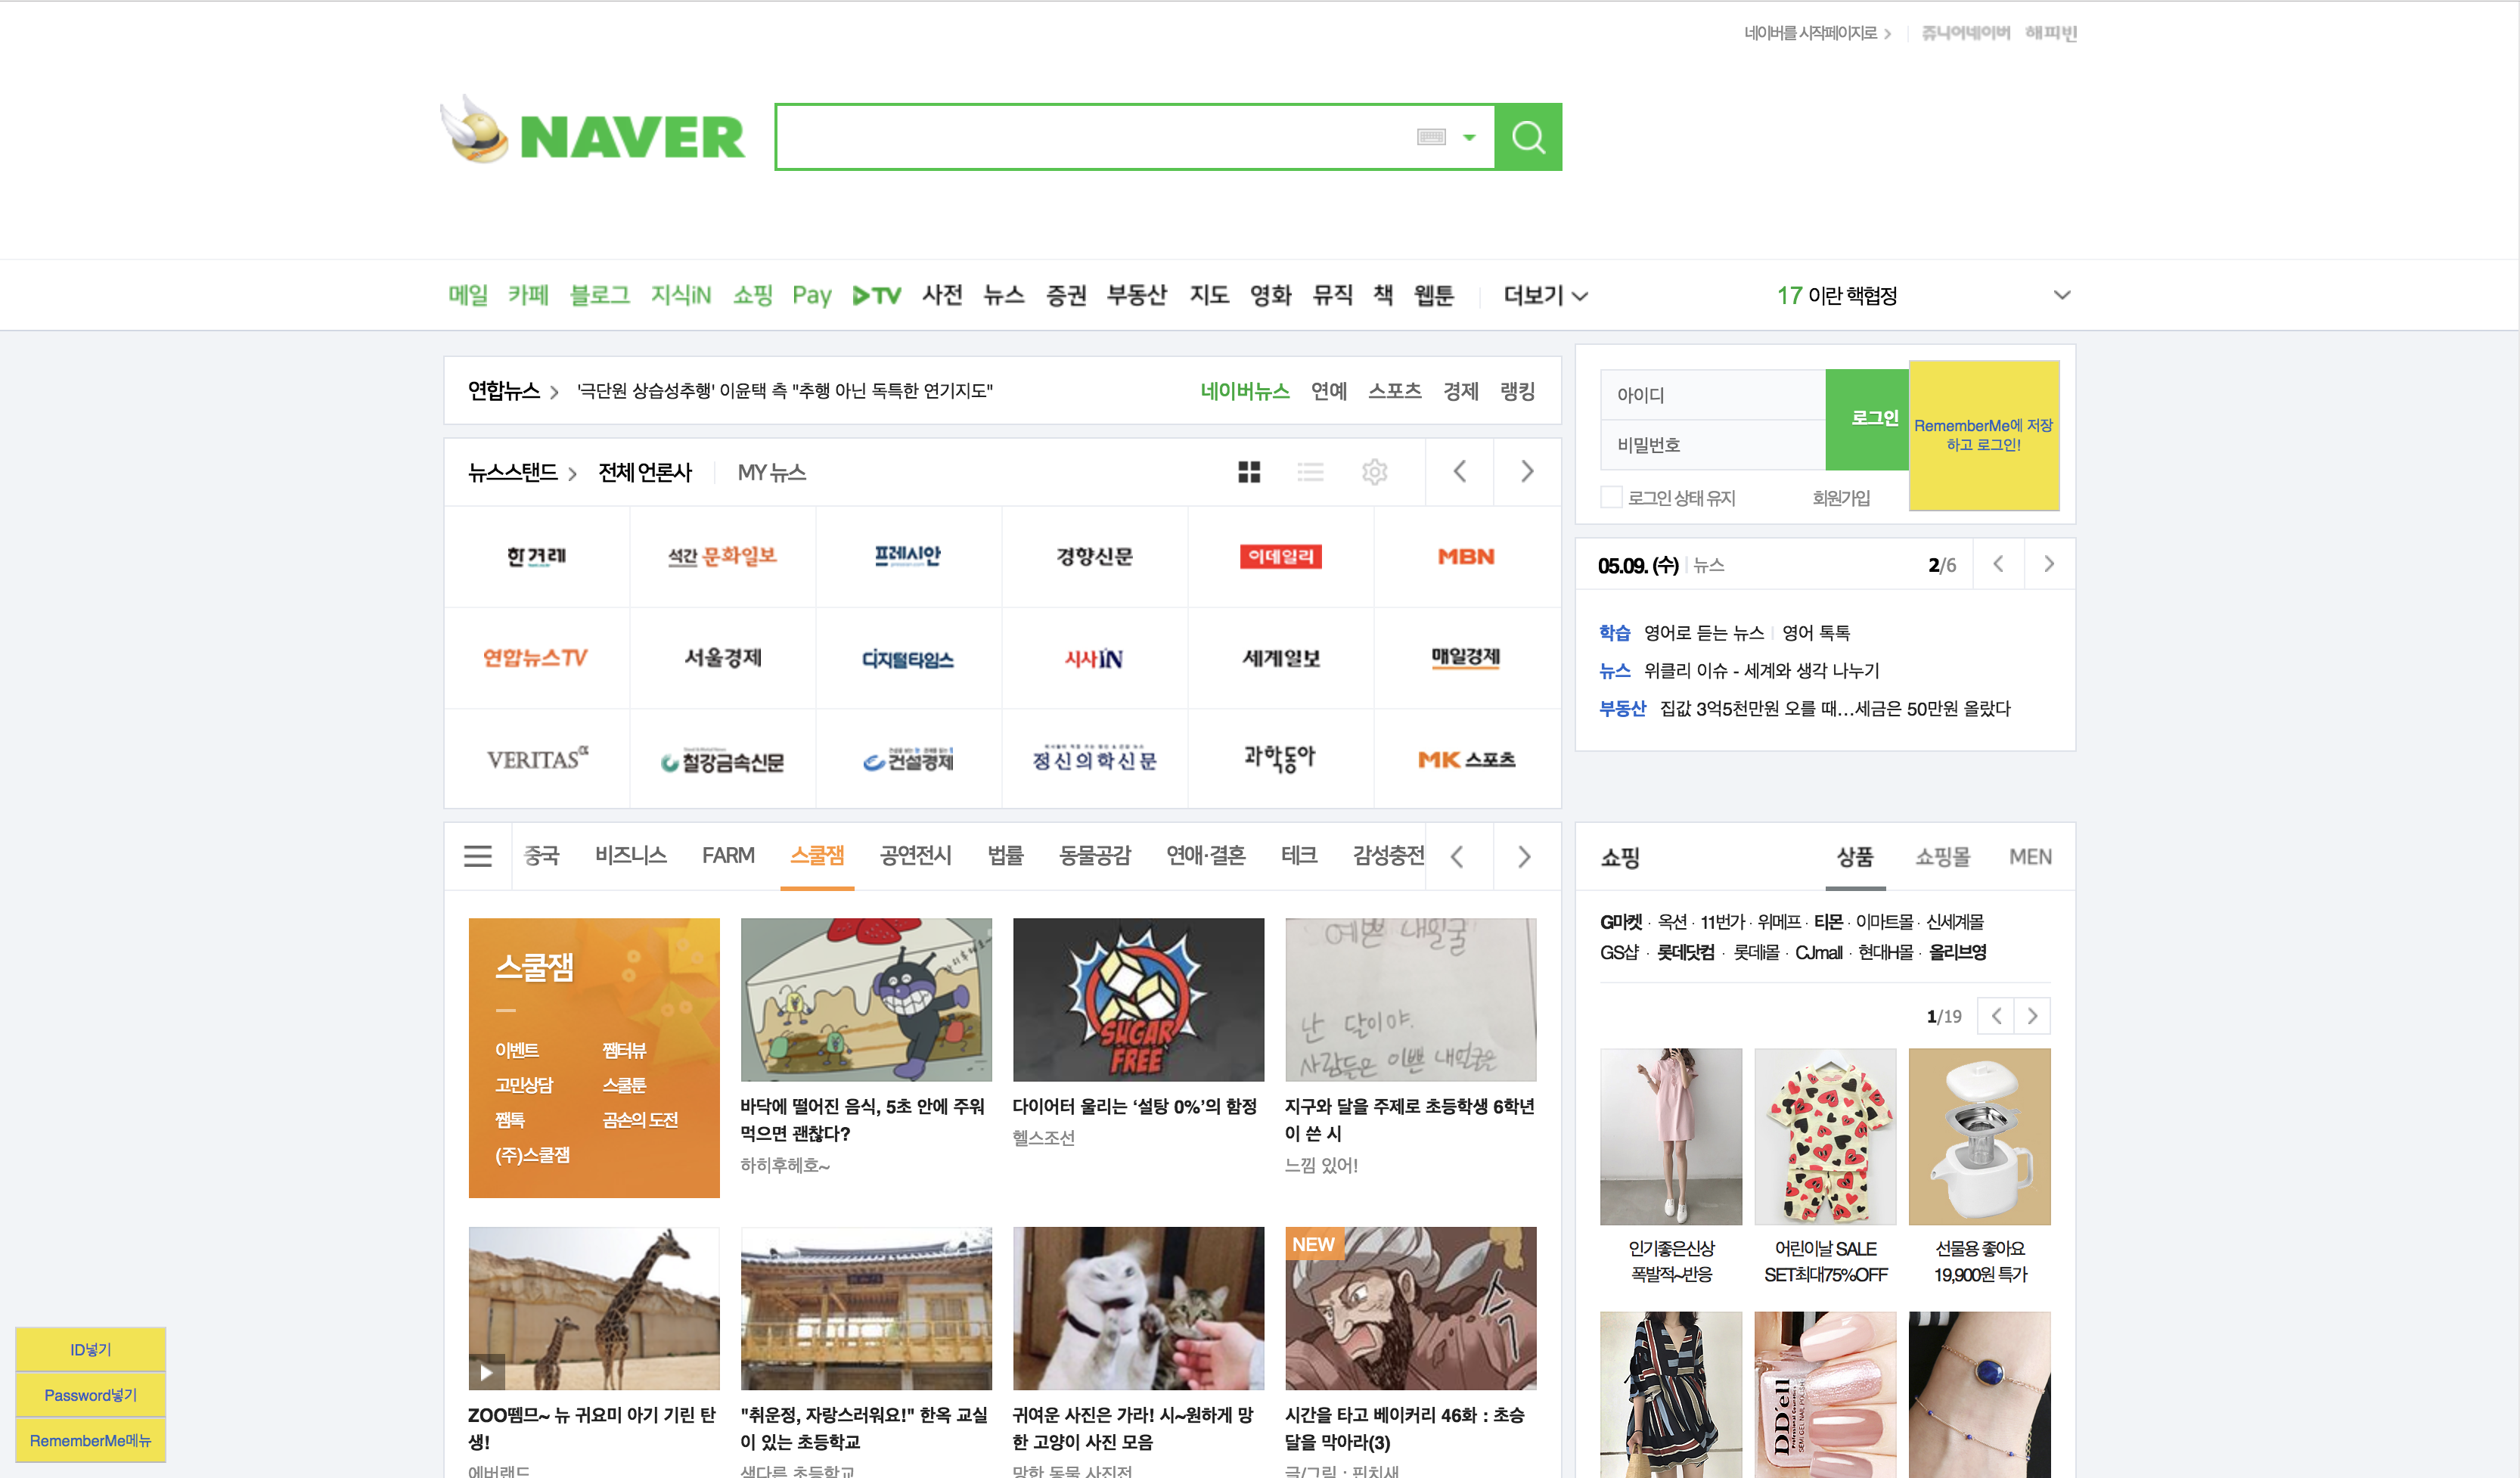 네이버를 시작페이지로
쥬니어네이버 해피빈
NAVER
메일 카페 블로그 지식iN 쇼핑 Pay TV 사전 뉴스 증권 부동산 지도 영화 뮤직 책 웹툰 더보기
17 이란 핵협정
연합뉴스 '극단원 상습성추행' 이윤택 측 "추행 아닌 독특한 연기지도"
네이버뉴스 연예 스포츠 경제 랭킹
아이디
비밀번호
로그인
RememberMe에 저장
하고 로그인!
로그인 상태 유지 회원가입
뉴스스탠드 전체 언론사 MY 뉴스
한겨레 석간 문화일보 프레시안 경향신문 이데일리 MBN
연합뉴스TV 서울경제 디지털타임스 시사IN 세계일보 매일경제
VERITASα 철강금속신문 건설경제 정신의학신문 과학동아 MK스포츠
05.09. (수) 뉴스 2/6
학습 영어로 듣는 뉴스 영어 톡톡
뉴스 위클리 이슈 - 세계와 생각 나누기
부동산 집값 3억5천만원 오를 때…세금은 50만원 올랐다
중국 비즈니스 FARM 스쿨잼 공연전시 법률 동물공감 연애·결혼 테크 감성충전
스쿨잼
이벤트 쨈터뷰
고민상담 스쿨툰
쨈톡 곰손의 도전
(주)스쿨잼
SUGAR
FREE
예쁜 내얼굴
난 달이야.
사람들은 이쁜 내얼굴은
바닥에 떨어진 음식, 5초 안에 주워
먹으면 괜찮다?
하히후헤호~
다이어터 울리는 ‘설탕 0%’의 함정
헬스조선
지구와 달을 주제로 초등학생 6학년
이 쓴 시
느낌 있어!
NEW
스윽
ZOO떔므~ 뉴 귀요미 아기 기린 탄
생!
에버랜드
"취운정, 자랑스러워요!" 한옥 교실
이 있는 초등학교
색다른 초등학교
귀여운 사진은 가라! 시~원하게 망
한 고양이 사진 모음
망한 동물 사진전
시간을 타고 베이커리 46화 : 초승
달을 막아라(3)
글/그림 : 핀치새
쇼핑 상품 쇼핑몰 MEN
G마켓 · 옥션 · 11번가 · 위메프 · 티몬 · 이마트몰 · 신세계몰
GS샵 · 롯데닷컴 · 롯데몰 · CJmall · 현대H몰 · 올리브영
1/19
인기좋은신상
폭발적~반응
어린이날 SALE
SET최대75%OFF
선물용 좋아요
19,900원 특가
DD'ell
ID넣기
Password넣기
RememberMe메뉴